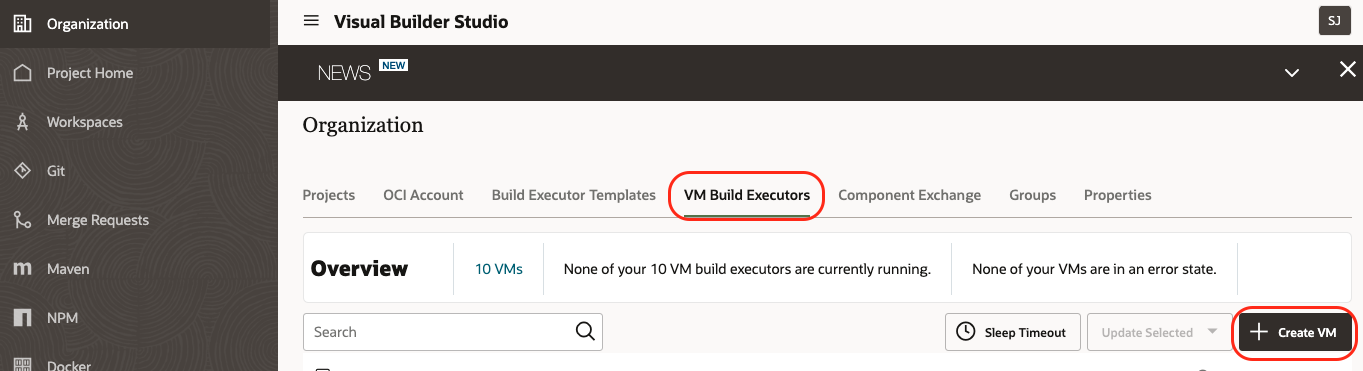 Organization
Project Home
Workspaces
Git
Merge Requests
Maven
NPM
Docker
Visual Builder Studio
SJ
NEWS NEW
Organization
Projects OCI Account Build Executor Templates VM Build Executors Component Exchange Groups Properties
Overview 10 VMs None of your 10 VM build executors are currently running. None of your VMs are in an error state.
Search Sleep Timeout Update Selected Create VM